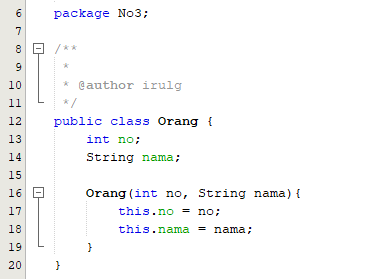 6 package No3;
7
8 /**
9 *
10 * @author irulg
11 */
12 public class Orang {
13 int no;
14 String nama;
15
16 Orang(int no, String nama){
17 this.no = no;
18 this.nama = nama;
19 }
20 }